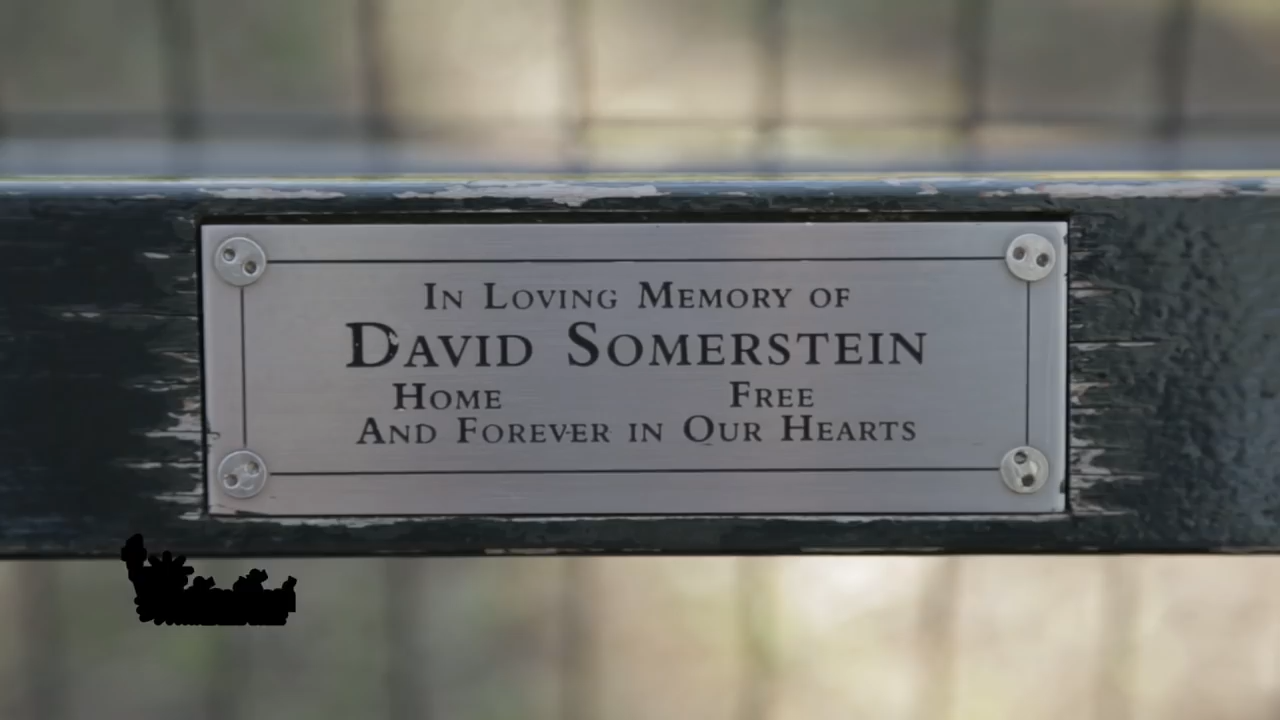 In Loving Memory of
David Somerstein
Home Free
And Forever in Our Hearts